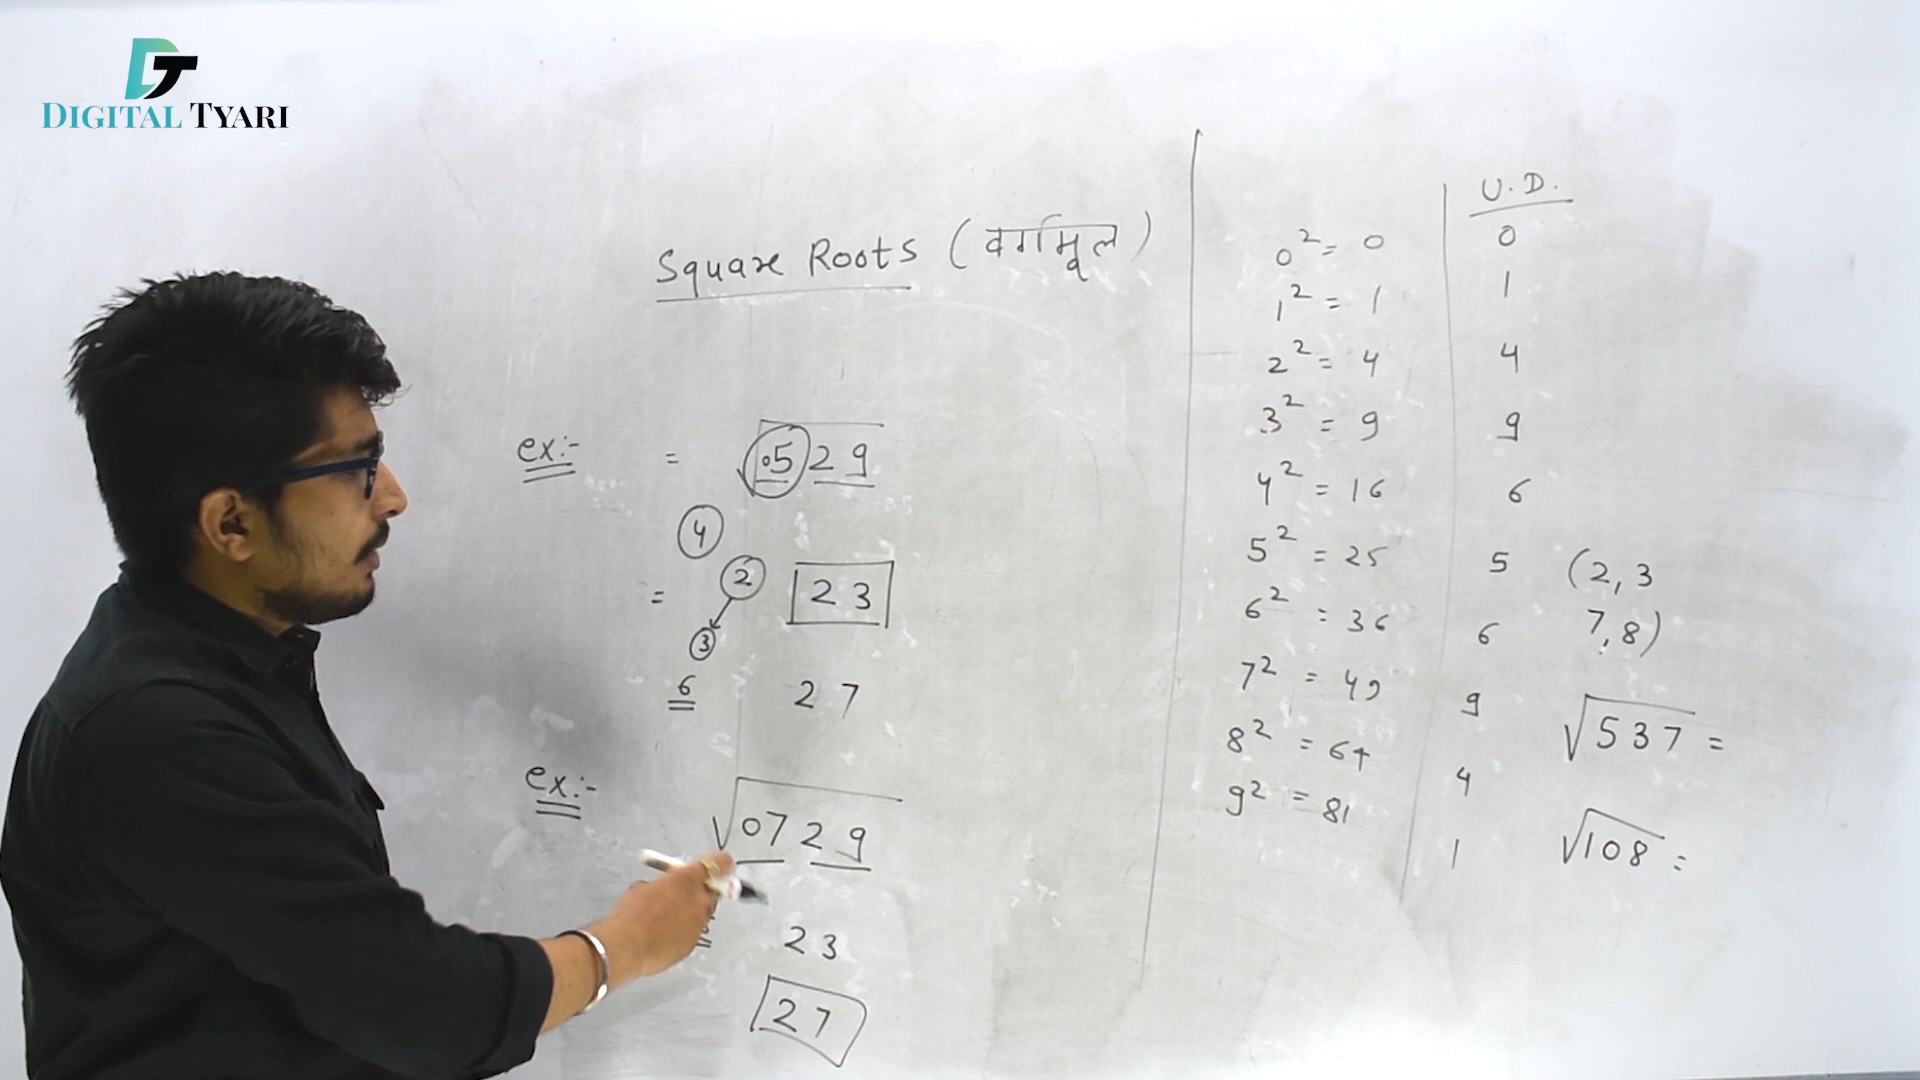 DIGITAL TYARI
Square Roots (वर्गमूल)
ex:- = √0529
4
= 2 23
3
6 27
ex:-
√0729
23
27
U.D.
0² = 0 0
1² = 1 1
2² = 4 4
3² = 9 9
4² = 16 6
5² = 25 5 (2, 3
6² = 36 6 7, 8)
7² = 49 9
√537 =
8² = 64 4
9² = 81 1
√108 =